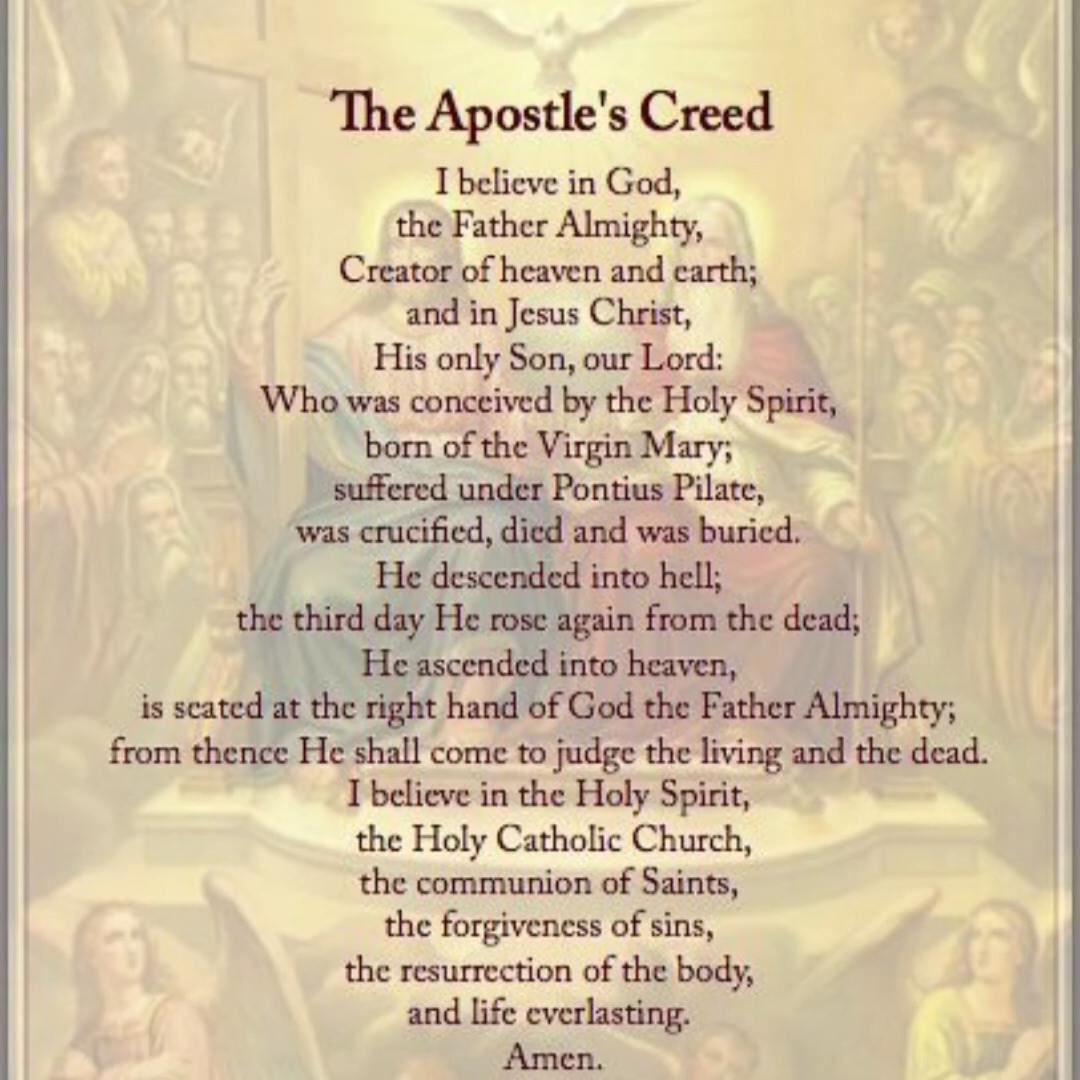 The Apostle's Creed
I believe in God,
the Father Almighty,
Creator of heaven and earth;
and in Jesus Christ,
His only Son, our Lord:
Who was conceived by the Holy Spirit,
born of the Virgin Mary;
suffered under Pontius Pilate,
was crucified, died and was buried.
He descended into hell;
the third day He rose again from the dead;
He ascended into heaven,
is seated at the right hand of God the Father Almighty;
from thence He shall come to judge the living and the dead.
I believe in the Holy Spirit,
the Holy Catholic Church,
the communion of Saints,
the forgiveness of sins,
the resurrection of the body,
and life everlasting.
Amen.